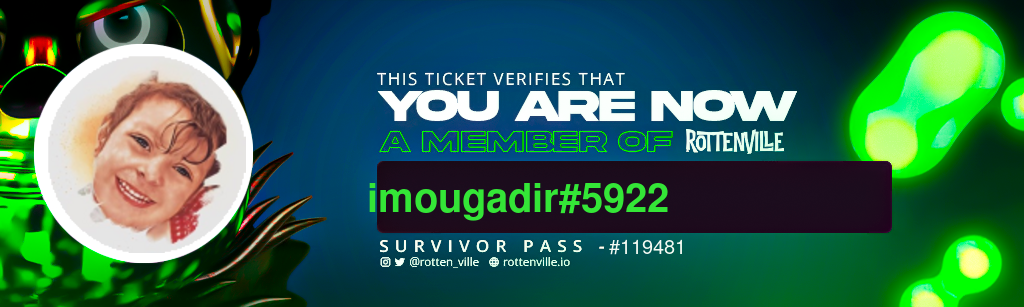 THIS TICKET VERIFIES THAT
YOU ARE NOW
A MEMBER OF ROTTENVILLE
imougadir#5922
SURVIVOR PASS - #119481
@rotten_ville rottenville.io